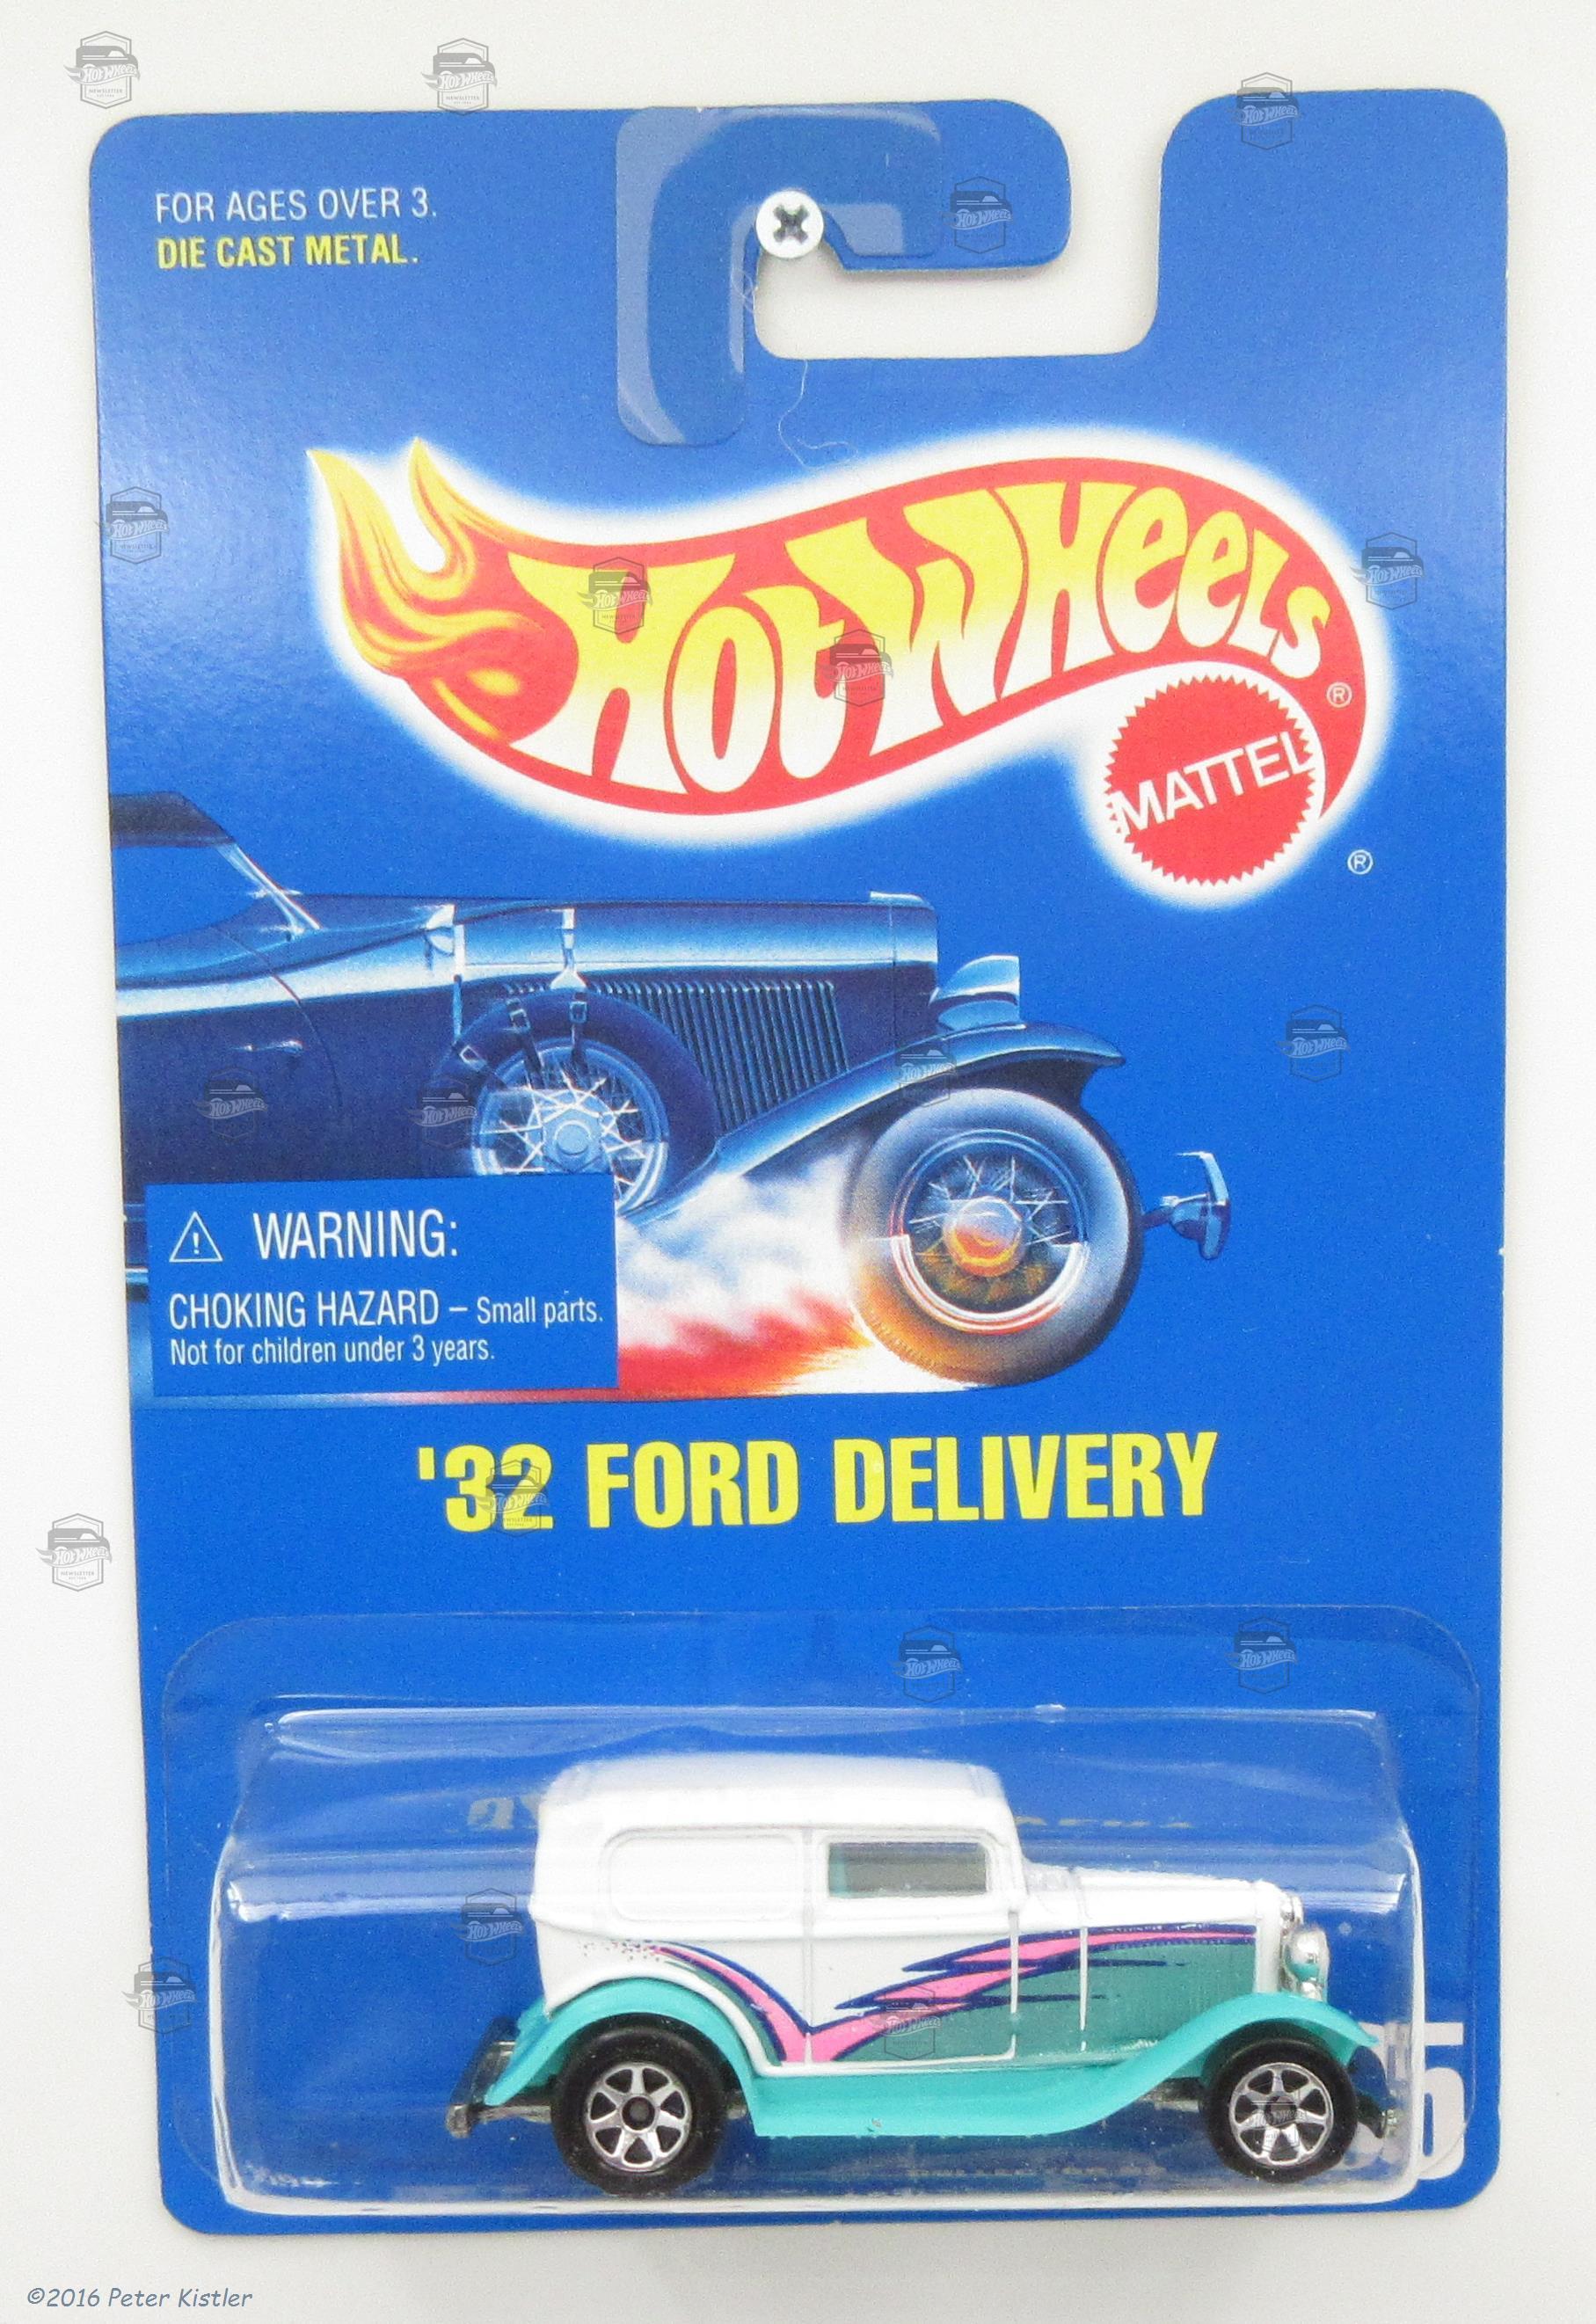 FOR AGES OVER 3.
DIE CAST METAL.
HOT WHEELS ®
MATTEL
®
⚠ WARNING:
CHOKING HAZARD – Small parts.
Not for children under 3 years.
'32 FORD DELIVERY
©2016 Peter Kistler